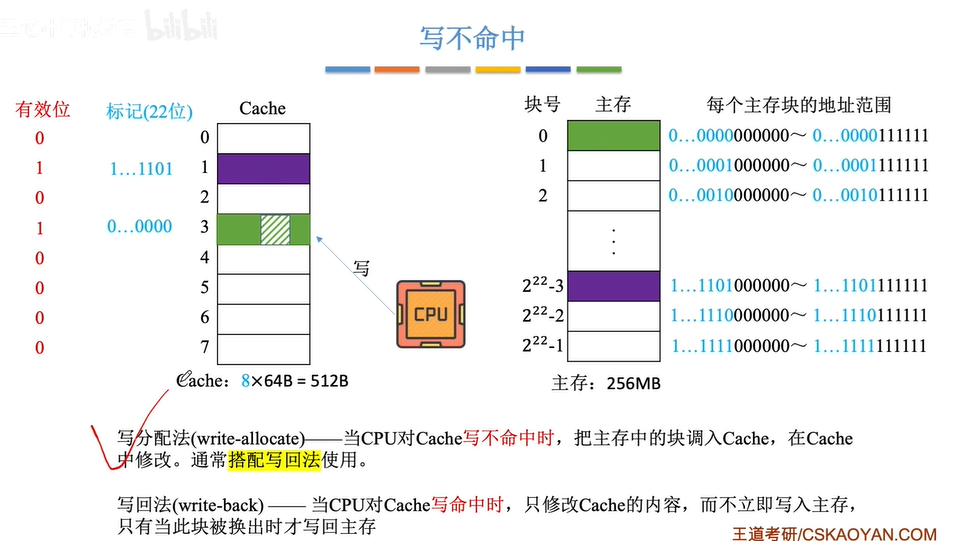 bilibili
写不命中
有效位 标记(22位) Cache
0 0
1 1…1101 1
0 2
1 0…0000 3
0 4
0 5
0 6
0 7
写
CPU
Cache：8×64B = 512B
块号 主存 每个主存块的地址范围
0 0…0000000000～ 0…0000111111
1 0…0001000000～ 0…0001111111
2 0…0010000000～ 0…0010111111
⋮
2²²-3 1…1101000000～ 1…1101111111
2²²-2 1…1110000000～ 1…1110111111
2²²-1 1…1111000000～ 1…1111111111
主存：256MB
写分配法(write-allocate)——当CPU对Cache写不命中时，把主存中的块调入Cache，在Cache
中修改。通常搭配写回法使用。
写回法(write-back) —— 当CPU对Cache写命中时，只修改Cache的内容，而不立即写入主存，
只有当此块被换出时才写回主存
王道考研/CSKAOYAN.COM